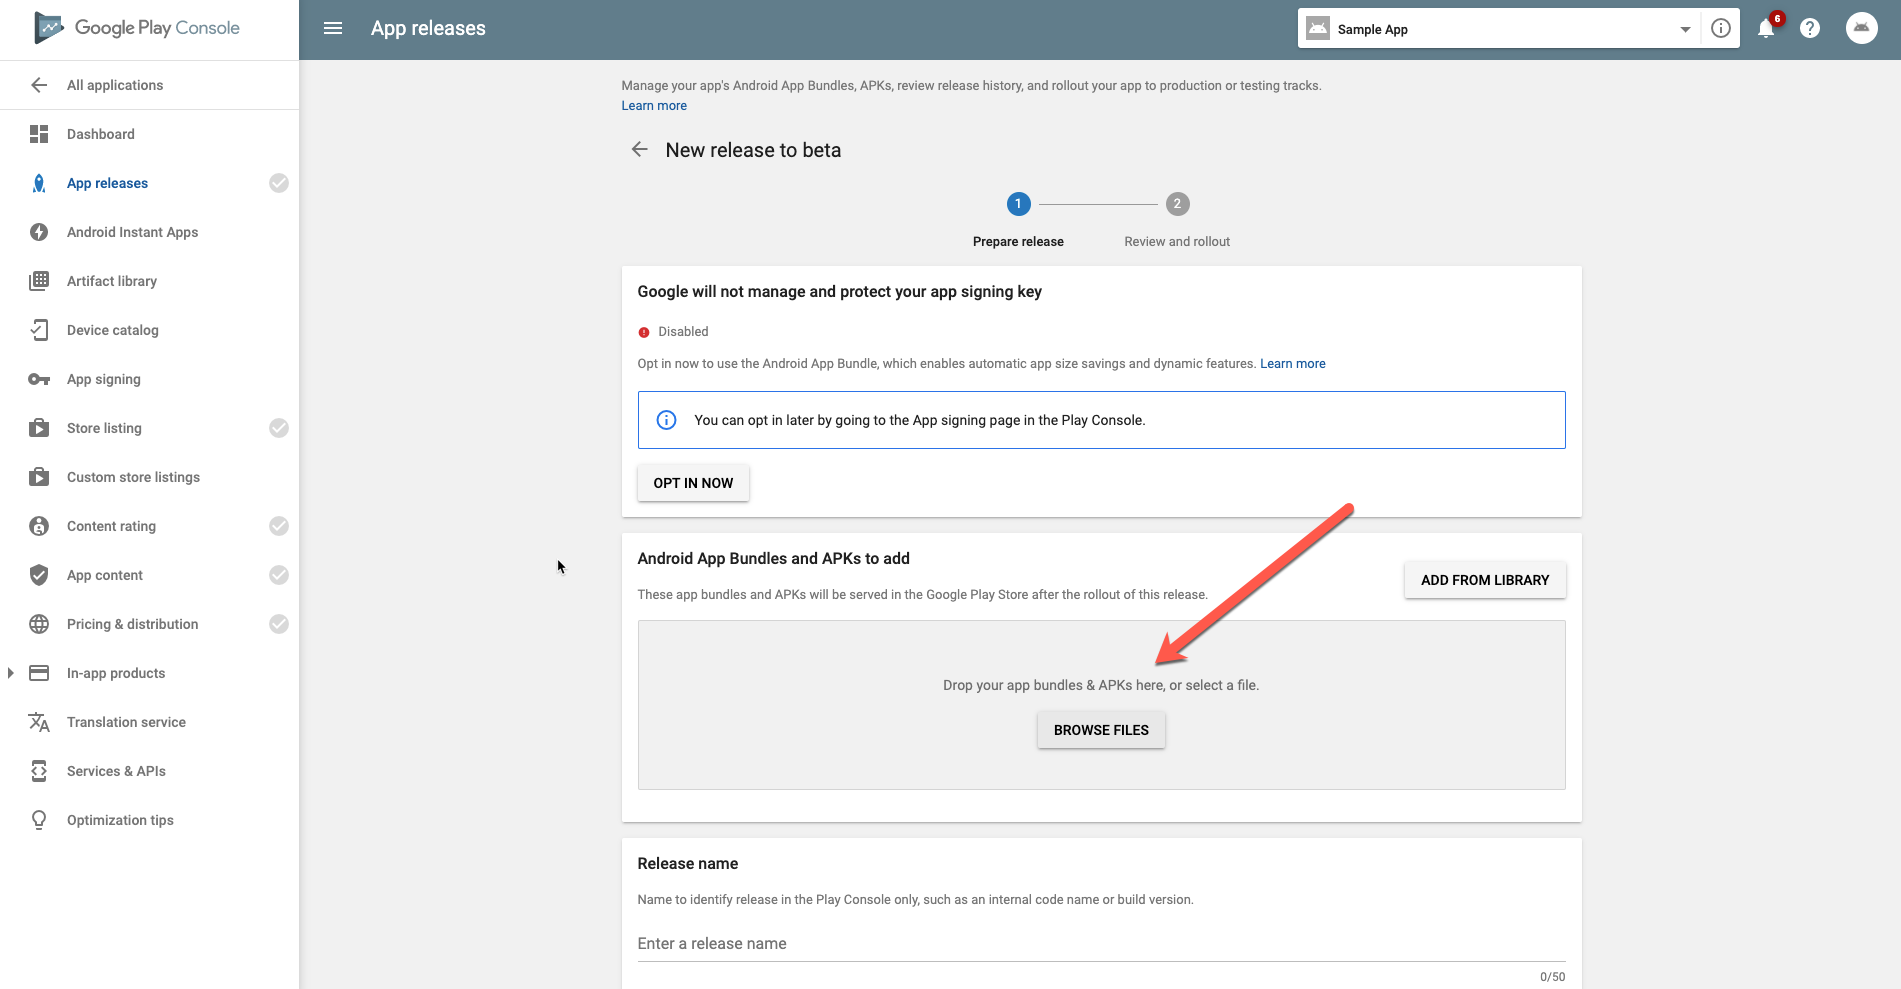 Google Play Console
App releases
Sample App
6
All applications
Dashboard
App releases
Android Instant Apps
Artifact library
Device catalog
App signing
Store listing
Custom store listings
Content rating
App content
Pricing & distribution
In-app products
Translation service
Services & APIs
Optimization tips
Manage your app's Android App Bundles, APKs, review release history, and rollout your app to production or testing tracks.
Learn more
New release to beta
1
2
Prepare release
Review and rollout
Google will not manage and protect your app signing key
Disabled
Opt in now to use the Android App Bundle, which enables automatic app size savings and dynamic features. Learn more
You can opt in later by going to the App signing page in the Play Console.
OPT IN NOW
Android App Bundles and APKs to add
ADD FROM LIBRARY
These app bundles and APKs will be served in the Google Play Store after the rollout of this release.
Drop your app bundles & APKs here, or select a file.
BROWSE FILES
Release name
Name to identify release in the Play Console only, such as an internal code name or build version.
Enter a release name
0/50